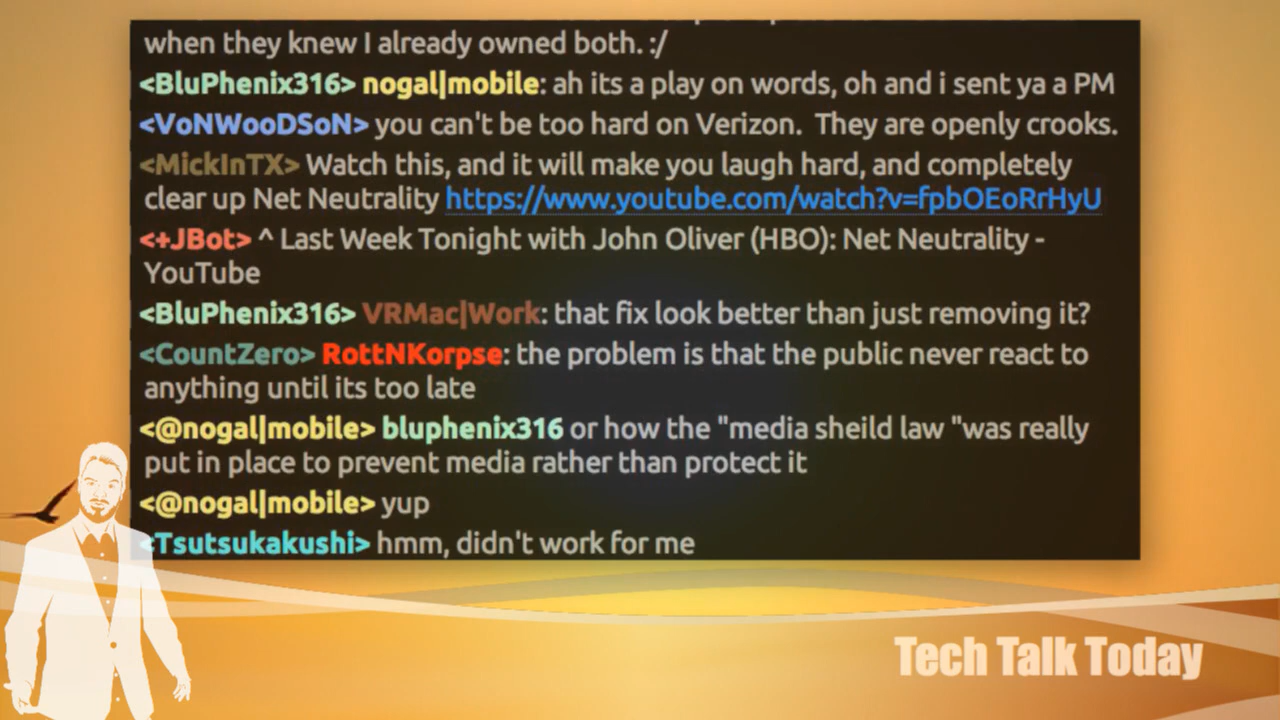 when they knew I already owned both. :/
<BluPhenix316> nogal|mobile: ah its a play on words, oh and i sent ya a PM
<VoNWooDSoN> you can't be too hard on Verizon.  They are openly crooks.
<MickInTX> Watch this, and it will make you laugh hard, and completely
clear up Net Neutrality https://www.youtube.com/watch?v=fpbOEoRrHyU
<+JBot> ^ Last Week Tonight with John Oliver (HBO): Net Neutrality -
YouTube
<BluPhenix316> VRMac|Work: that fix look better than just removing it?
<CountZero> RottNKorpse: the problem is that the public never react to
anything until its too late
<@nogal|mobile> bluphenix316 or how the "media sheild law "was really
put in place to prevent media rather than protect it
<@nogal|mobile> yup
<Tsutsukakushi> hmm, didn't work for me
Tech Talk Today